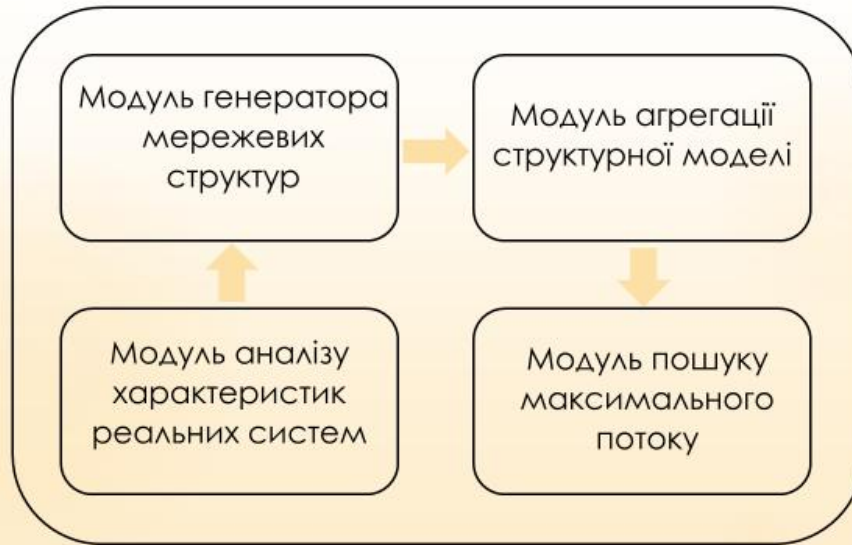 Модуль генератора
мережевих
структур
Модуль агрегації
структурної моделі
Модуль аналізу
характеристик
реальних систем
Модуль пошуку
максимального
потоку